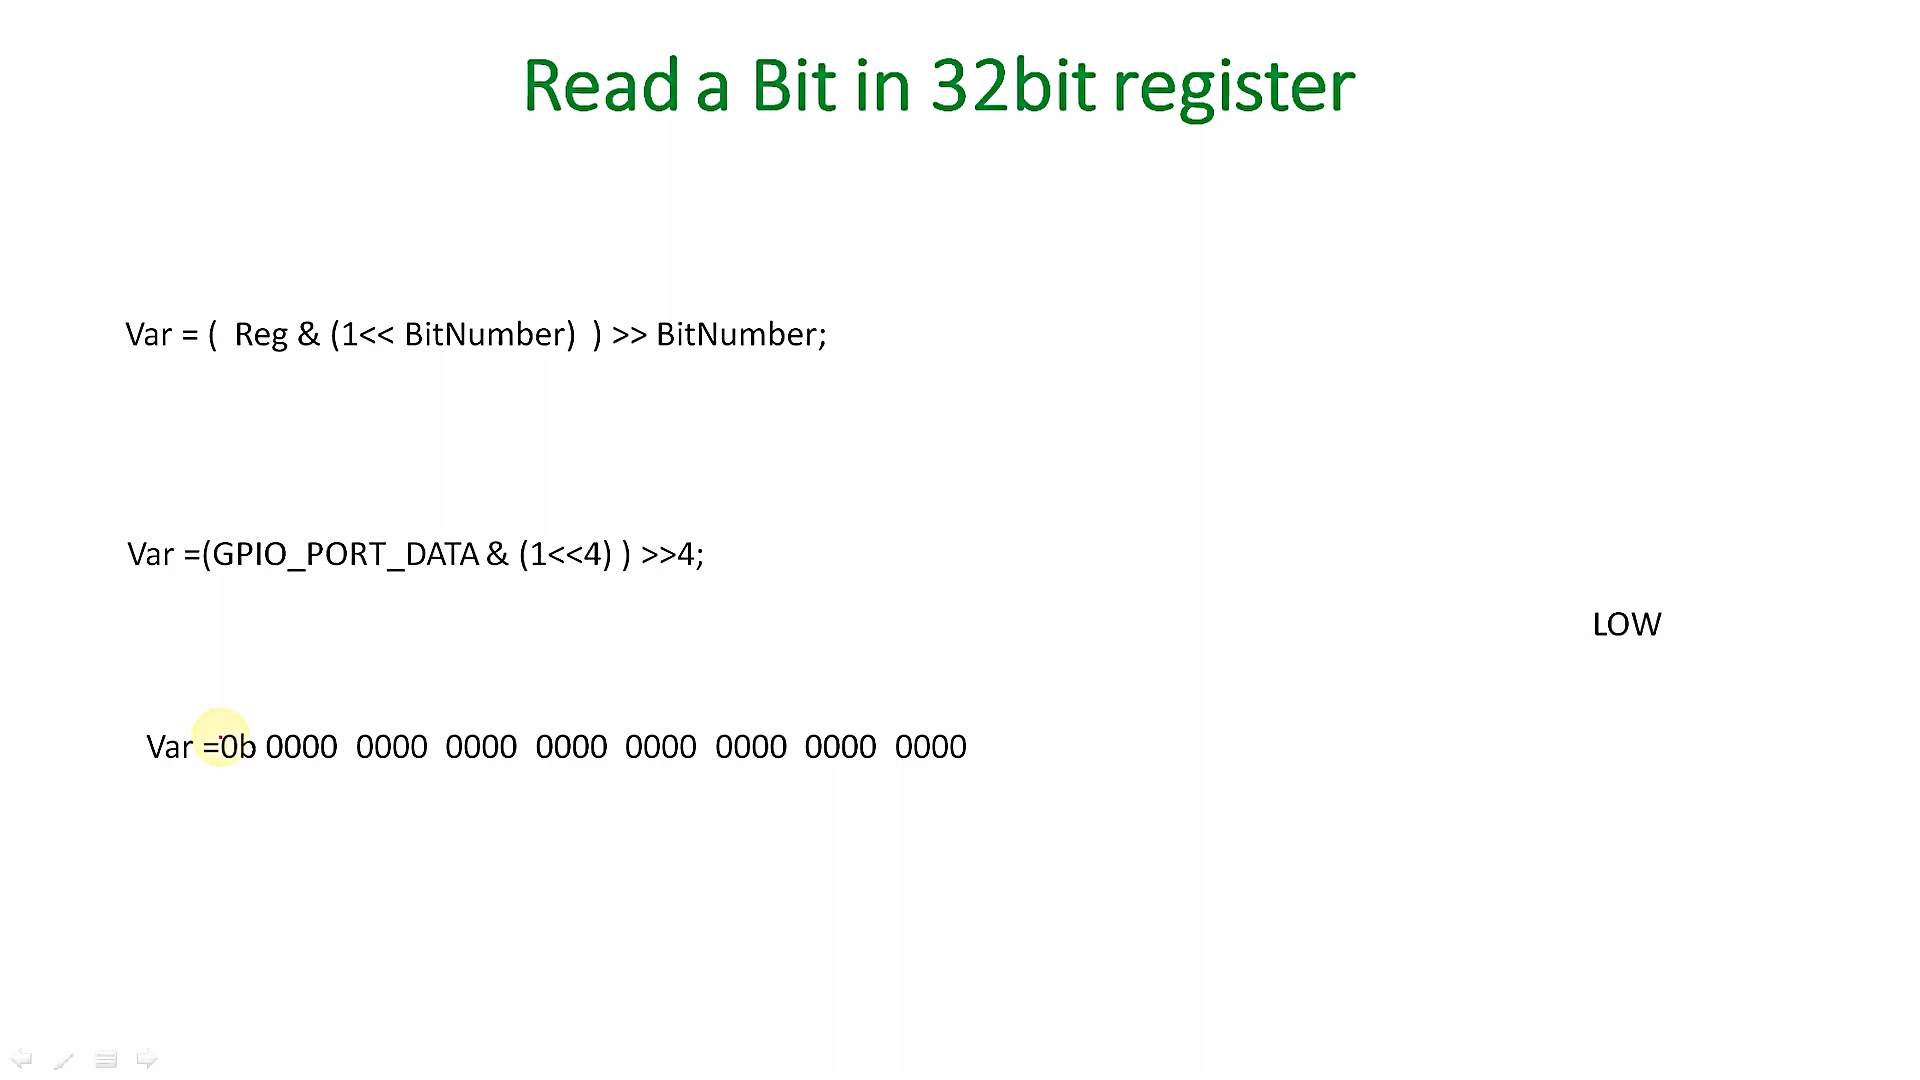 Read a Bit in 32bit register
Var = (  Reg & (1<< BitNumber)  ) >> BitNumber;
Var =(GPIO_PORT_DATA & (1<<4) ) >>4;
LOW
Var =0b 0000  0000  0000  0000  0000  0000  0000  0000